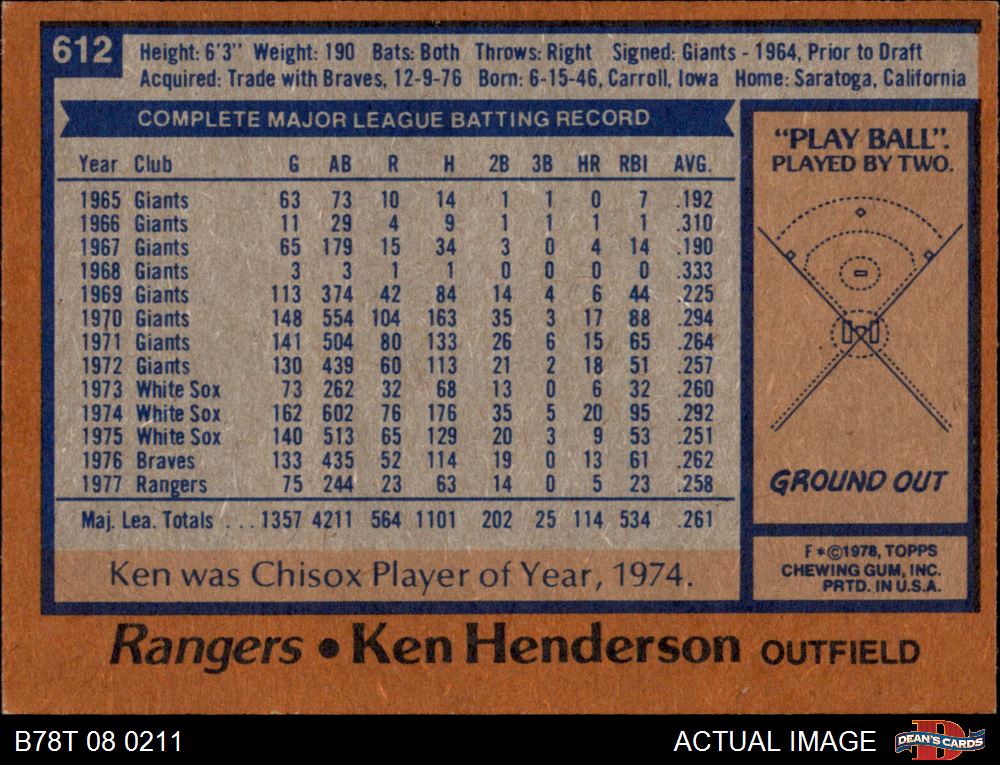 612
Height: 6'3" Weight: 190 Bats: Both Throws: Right Signed: Giants - 1964, Prior to Draft
Acquired: Trade with Braves, 12-9-76 Born: 6-15-46, Carroll, Iowa Home: Saratoga, California
COMPLETE MAJOR LEAGUE BATTING RECORD
Year Club G AB R H 2B 3B HR RBI AVG.
1965 Giants 63 73 10 14 1 1 0 7 .192
1966 Giants 11 29 4 9 1 1 1 1 .310
1967 Giants 65 179 15 34 3 0 4 14 .190
1968 Giants 3 3 1 1 0 0 0 0 .333
1969 Giants 113 374 42 84 14 4 6 44 .225
1970 Giants 148 554 104 163 35 3 17 88 .294
1971 Giants 141 504 80 133 26 6 15 65 .264
1972 Giants 130 439 60 113 21 2 18 51 .257
1973 White Sox 73 262 32 68 13 0 6 32 .260
1974 White Sox 162 602 76 176 35 5 20 95 .292
1975 White Sox 140 513 65 129 20 3 9 53 .251
1976 Braves 133 435 52 114 19 0 13 61 .262
1977 Rangers 75 244 23 63 14 0 5 23 .258
Maj. Lea. Totals . . . 1357 4211 564 1101 202 25 114 534 .261
Ken was Chisox Player of Year, 1974.
"PLAY BALL".
PLAYED BY TWO.
GROUND OUT
F*©1978, TOPPS
CHEWING GUM, INC.
PRTD. IN U.S.A.
Rangers • Ken Henderson OUTFIELD
B78T 08 0211
ACTUAL IMAGE
DEAN'S CARDS